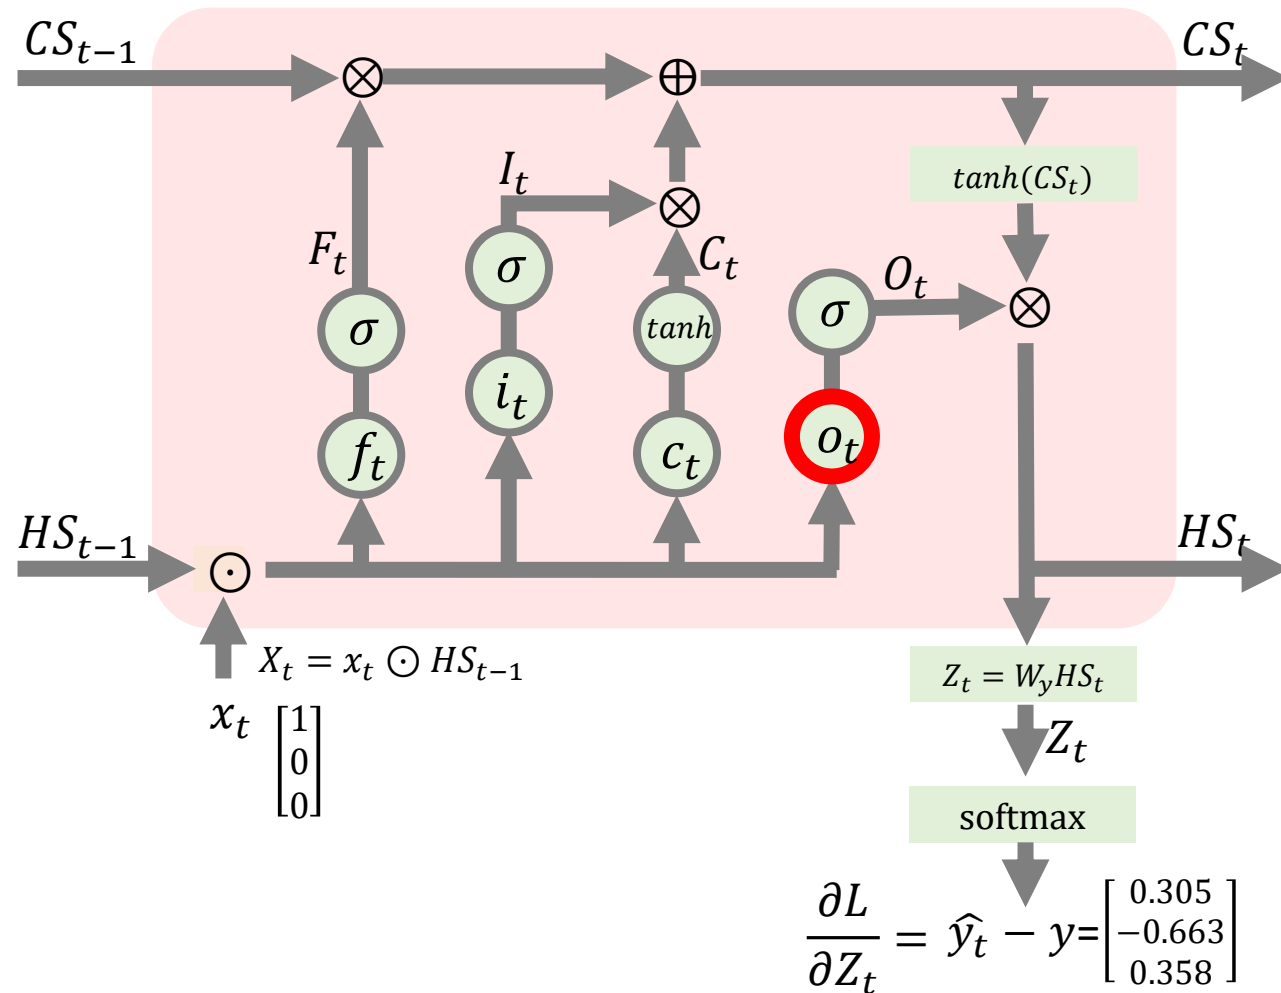 CS_{t−1}
CS_t
⊗
⊕
tanh(CS_t)
I_t
⊗
F_t
σ
C_t
O_t
σ
σ
tanh
⊗
i_t
f_t
c_t
o_t
HS_{t−1}
HS_t
⊙
X_t = x_t ⊙ HS_{t−1}
Z_t = W_y HS_t
x_t [1 0 0]
Z_t
softmax
∂L/∂Z_t = ŷ_t − y= [0.305 −0.663 0.358]